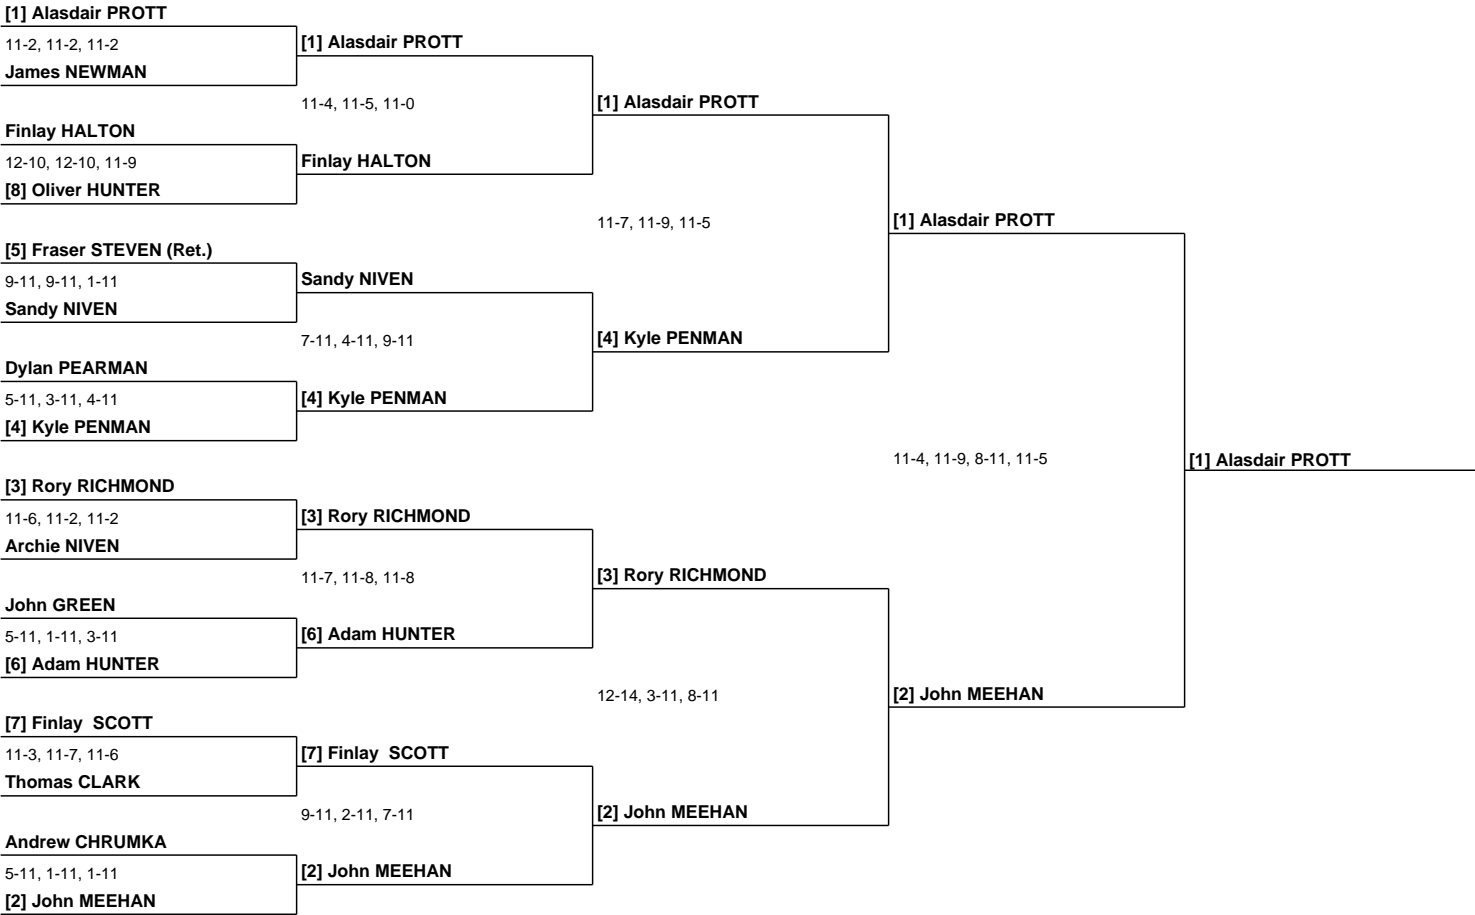 [1] Alasdair PROTT
11-2, 11-2, 11-2
James NEWMAN
Finlay HALTON
12-10, 12-10, 11-9
[8] Oliver HUNTER
[5] Fraser STEVEN (Ret.)
9-11, 9-11, 1-11
Sandy NIVEN
Dylan PEARMAN
5-11, 3-11, 4-11
[4] Kyle PENMAN
[3] Rory RICHMOND
11-6, 11-2, 11-2
Archie NIVEN
John GREEN
5-11, 1-11, 3-11
[6] Adam HUNTER
[7] Finlay  SCOTT
11-3, 11-7, 11-6
Thomas CLARK
Andrew CHRUMKA
5-11, 1-11, 1-11
[2] John MEEHAN
[1] Alasdair PROTT
11-4, 11-5, 11-0
Finlay HALTON
Sandy NIVEN
7-11, 4-11, 9-11
[4] Kyle PENMAN
[3] Rory RICHMOND
11-7, 11-8, 11-8
[6] Adam HUNTER
[7] Finlay  SCOTT
9-11, 2-11, 7-11
[2] John MEEHAN
[1] Alasdair PROTT
11-7, 11-9, 11-5
[4] Kyle PENMAN
[3] Rory RICHMOND
12-14, 3-11, 8-11
[2] John MEEHAN
[1] Alasdair PROTT
11-4, 11-9, 8-11, 11-5
[2] John MEEHAN
[1] Alasdair PROTT